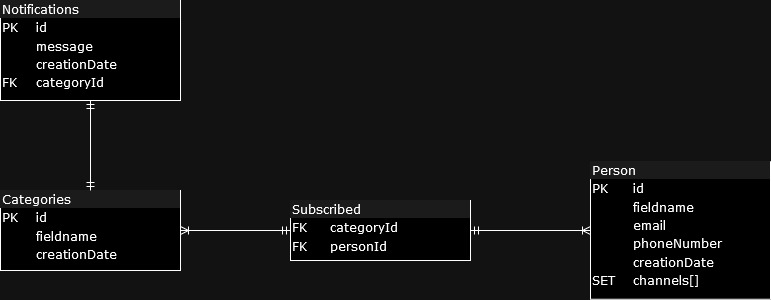 Notifications
PK id
message
creationDate
FK categoryId
Categories
PK id
fieldname
creationDate
Subscribed
FK categoryId
FK personId
Person
PK id
fieldname
email
phoneNumber
creationDate
SET channels[]